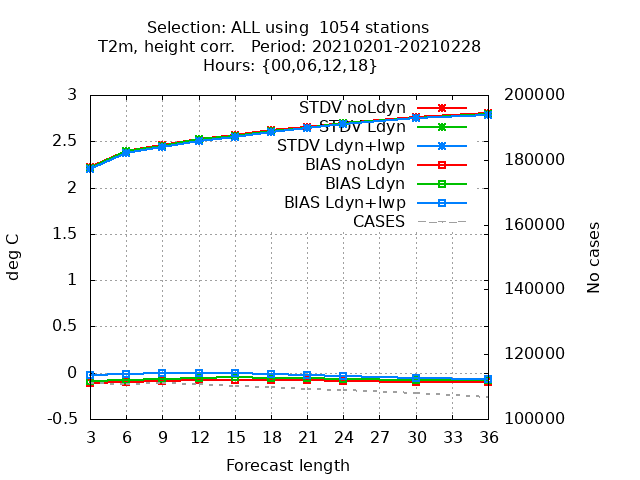 Selection: ALL using  1054 stations
T2m, height corr.   Period: 20210201-20210228
Hours: {00,06,12,18}
3
2.5
2
1.5
1
0.5
0
-0.5
deg C
200000
180000
160000
140000
120000
100000
No cases
STDV noLdyn
STDV Ldyn
STDV Ldyn+lwp
BIAS noLdyn
BIAS Ldyn
BIAS Ldyn+lwp
CASES
3 6 9 12 15 18 21 24 27 30 33 36
Forecast length